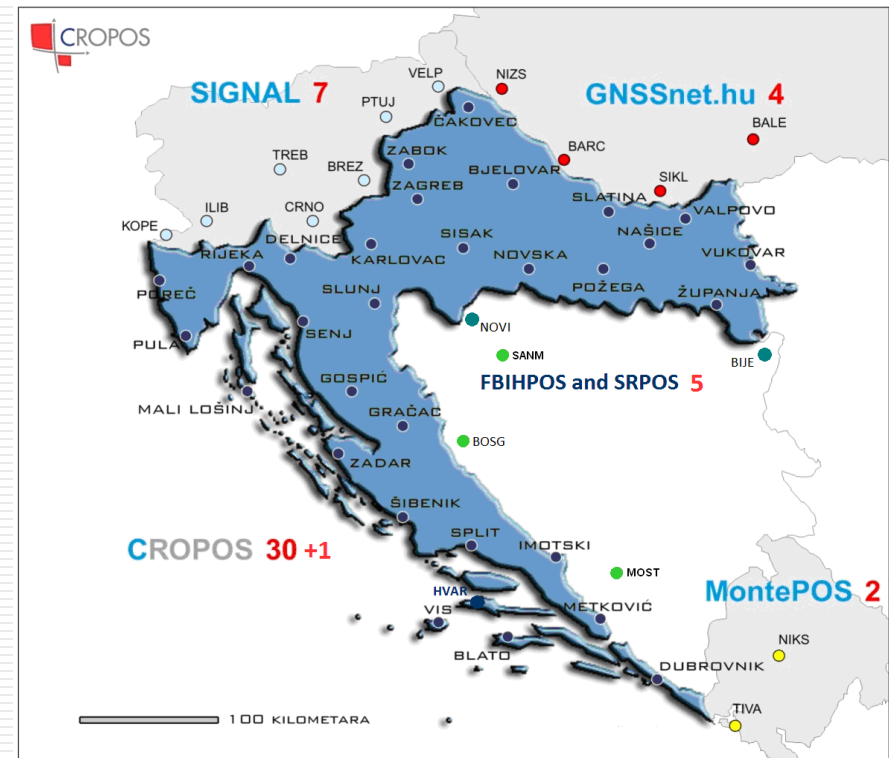 CROPOS
VELP
NIZS
SIGNAL 7
GNSSnet.hu 4
PTUJ
ČAKOVEC
BALE
BARC
ZABOK
TREB
BREZ
BJELOVAR
ZAGREB
SIKL
SLATINA
VALPOVO
ILIB
CRNO
KOPE
DELNICE
SISAK
NAŠICE
RIJEKA
KARLOVAC
NOVSKA
VUKOVAR
POREČ
SLUNJ
POŽEGA
ŽUPANJA
SENJ
NOVI
PULA
SANM
BIJE
GOSPIĆ
FBIHPOS and SRPOS 5
MALI LOŠINJ
GRAČAC
BOSG
ZADAR
ŠIBENIK
SPLIT
IMOTSKI
CROPOS 30 +1
MOST
HVAR
MontePOS 2
VIS
METKOVIĆ
NIKS
BLATO
DUBROVNIK
TIVA
100 KILOMETARA